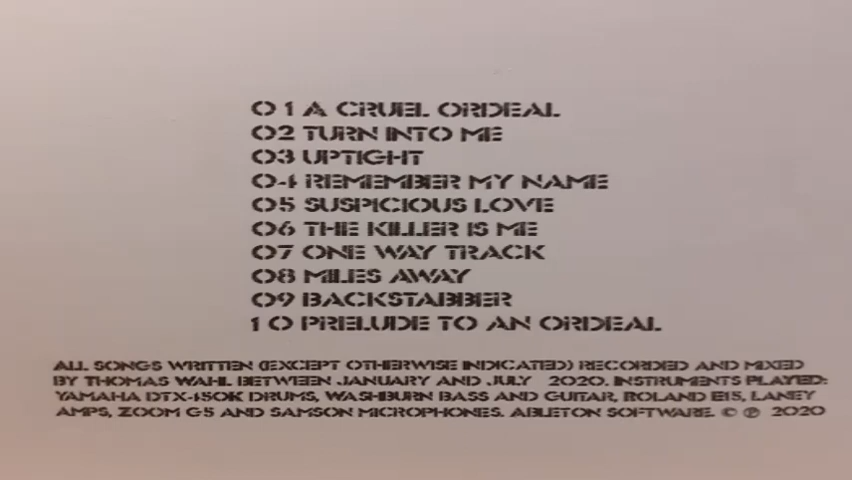 01 A CRUEL ORDEAL
02 TURN INTO ME
03 UPTIGHT
04 REMEMBER MY NAME
05 SUSPICIOUS LOVE
06 THE KILLER IS ME
07 ONE WAY TRACK
08 MILES AWAY
09 BACKSTABBER
10 PRELUDE TO AN ORDEAL
ALL SONGS WRITTEN (EXCEPT OTHERWISE INDICATED) RECORDED AND MIXED
BY THOMAS WAHL BETWEEN JANUARY AND JULY 2020. INSTRUMENTS PLAYED:
YAMAHA DTX-450K DRUMS, WASHBURN BASS AND GUITAR, ROLAND E15, LANEY
AMPS, ZOOM G5 AND SAMSON MICROPHONES. ABLETON SOFTWARE. © ℗ 2020